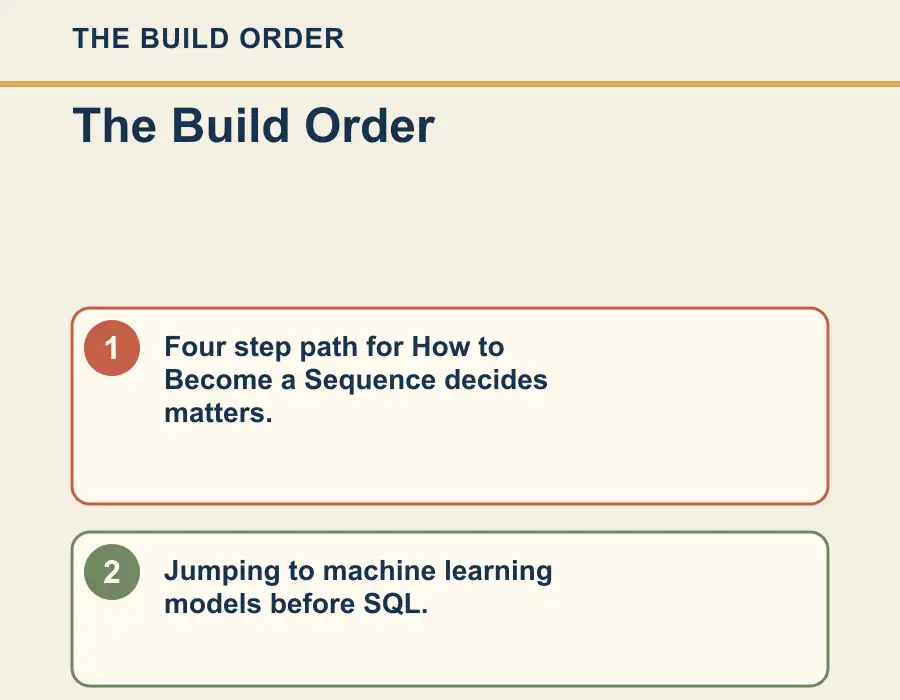 THE BUILD ORDER
The Build Order
1
Four step path for How to
Become a Sequence decides
matters.
2
Jumping to machine learning
models before SQL.